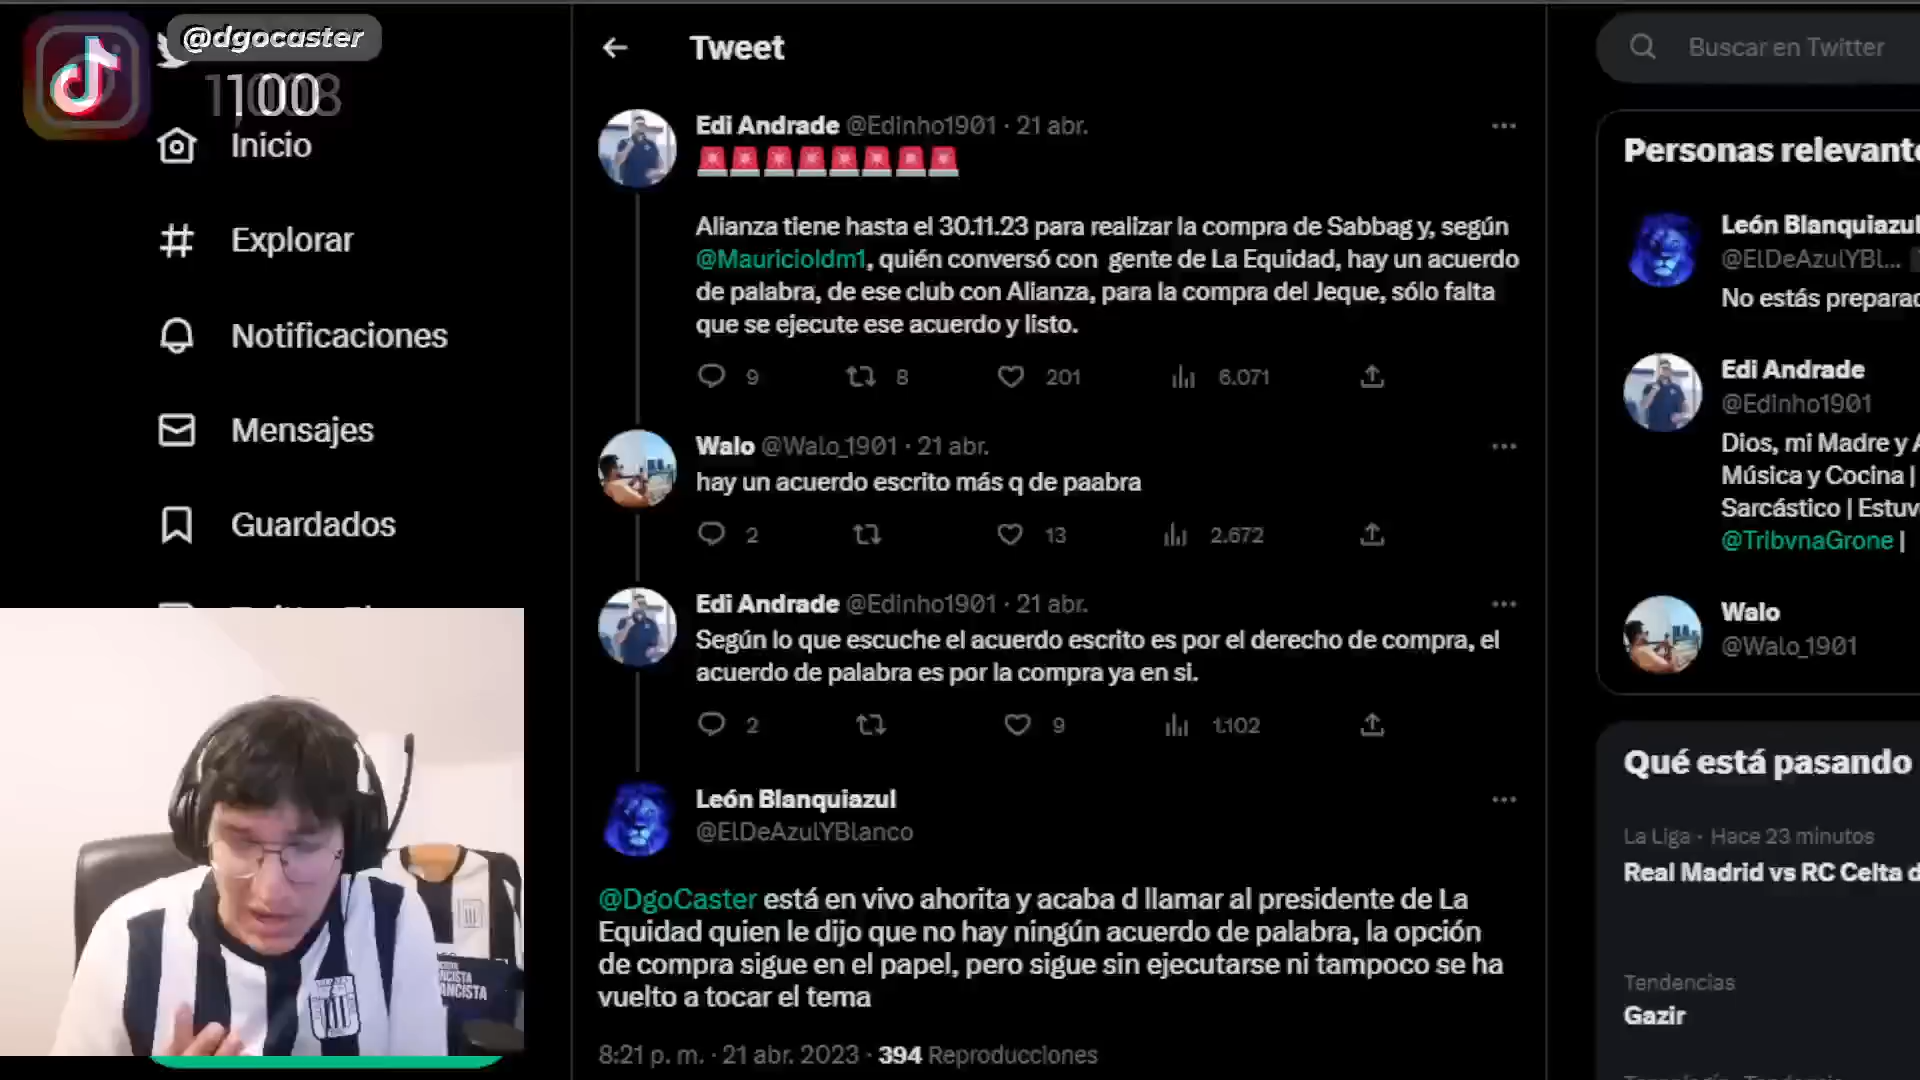 @dgocaster
Inicio
Explorar
Notificaciones
Mensajes
Guardados
Tweet
Edi Andrade @Edinho1901 · 21 abr.
Alianza tiene hasta el 30.11.23 para realizar la compra de Sabbag y, según
@Mauricioldm1, quién conversó con gente de La Equidad, hay un acuerdo
de palabra, de ese club con Alianza, para la compra del Jeque, sólo falta
que se ejecute ese acuerdo y listo.
9 8 201 6.071
Walo @Walo_1901 · 21 abr.
hay un acuerdo escrito más q de paabra
2 13 2.672
Edi Andrade @Edinho1901 · 21 abr.
Según lo que escuche el acuerdo escrito es por el derecho de compra, el
acuerdo de palabra es por la compra ya en si.
2 9 1.102
León Blanquiazul
@ElDeAzulYBlanco
@DgoCaster está en vivo ahorita y acaba d llamar al presidente de La
Equidad quien le dijo que no hay ningún acuerdo de palabra, la opción
de compra sigue en el papel, pero sigue sin ejecutarse ni tampoco se ha
vuelto a tocar el tema
8:21 p. m. · 21 abr. 2023 · 394 Reproducciones
Buscar en Twitter
Personas relevante
León Blanquiazul
@ElDeAzulYBl...
No estás preparad
Edi Andrade
@Edinho1901
Dios, mi Madre y A
Música y Cocina |
Sarcástico | Estuv
@TribvnaGrone |
Walo
@Walo_1901
Qué está pasando
La Liga · Hace 23 minutos
Real Madrid vs RC Celta d
Tendencias
Gazir